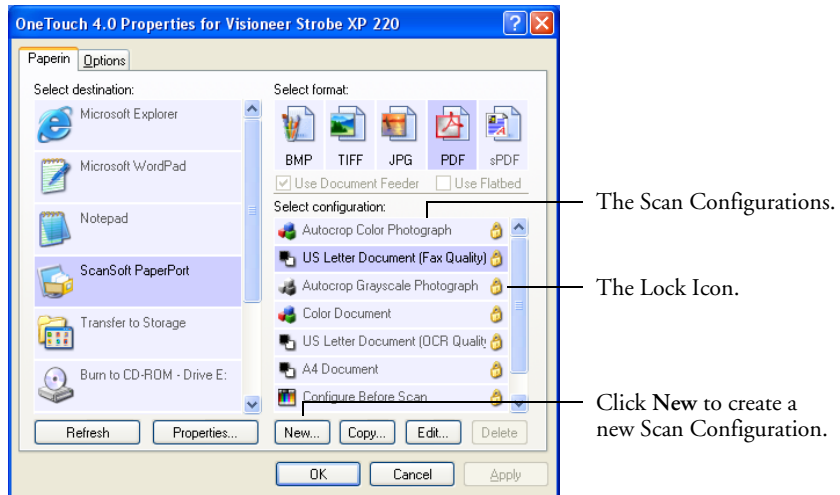 OneTouch 4.0 Properties for Visioneer Strobe XP 220
Paperin
Options
Select destination:
Microsoft Explorer
Microsoft WordPad
Notepad
ScanSoft PaperPort
Transfer to Storage
Burn to CD-ROM - Drive E:
Refresh
Properties...
Select format:
BMP
TIFF
JPG
PDF
sPDF
Use Document Feeder
Use Flatbed
Select configuration:
Autocrop Color Photograph
US Letter Document (Fax Quality)
Autocrop Grayscale Photograph
Color Document
US Letter Document (OCR Quality
A4 Document
Configure Before Scan
New...
Copy...
Edit...
Delete
OK
Cancel
Apply
The Scan Configurations.
The Lock Icon.
Click New to create a
new Scan Configuration.